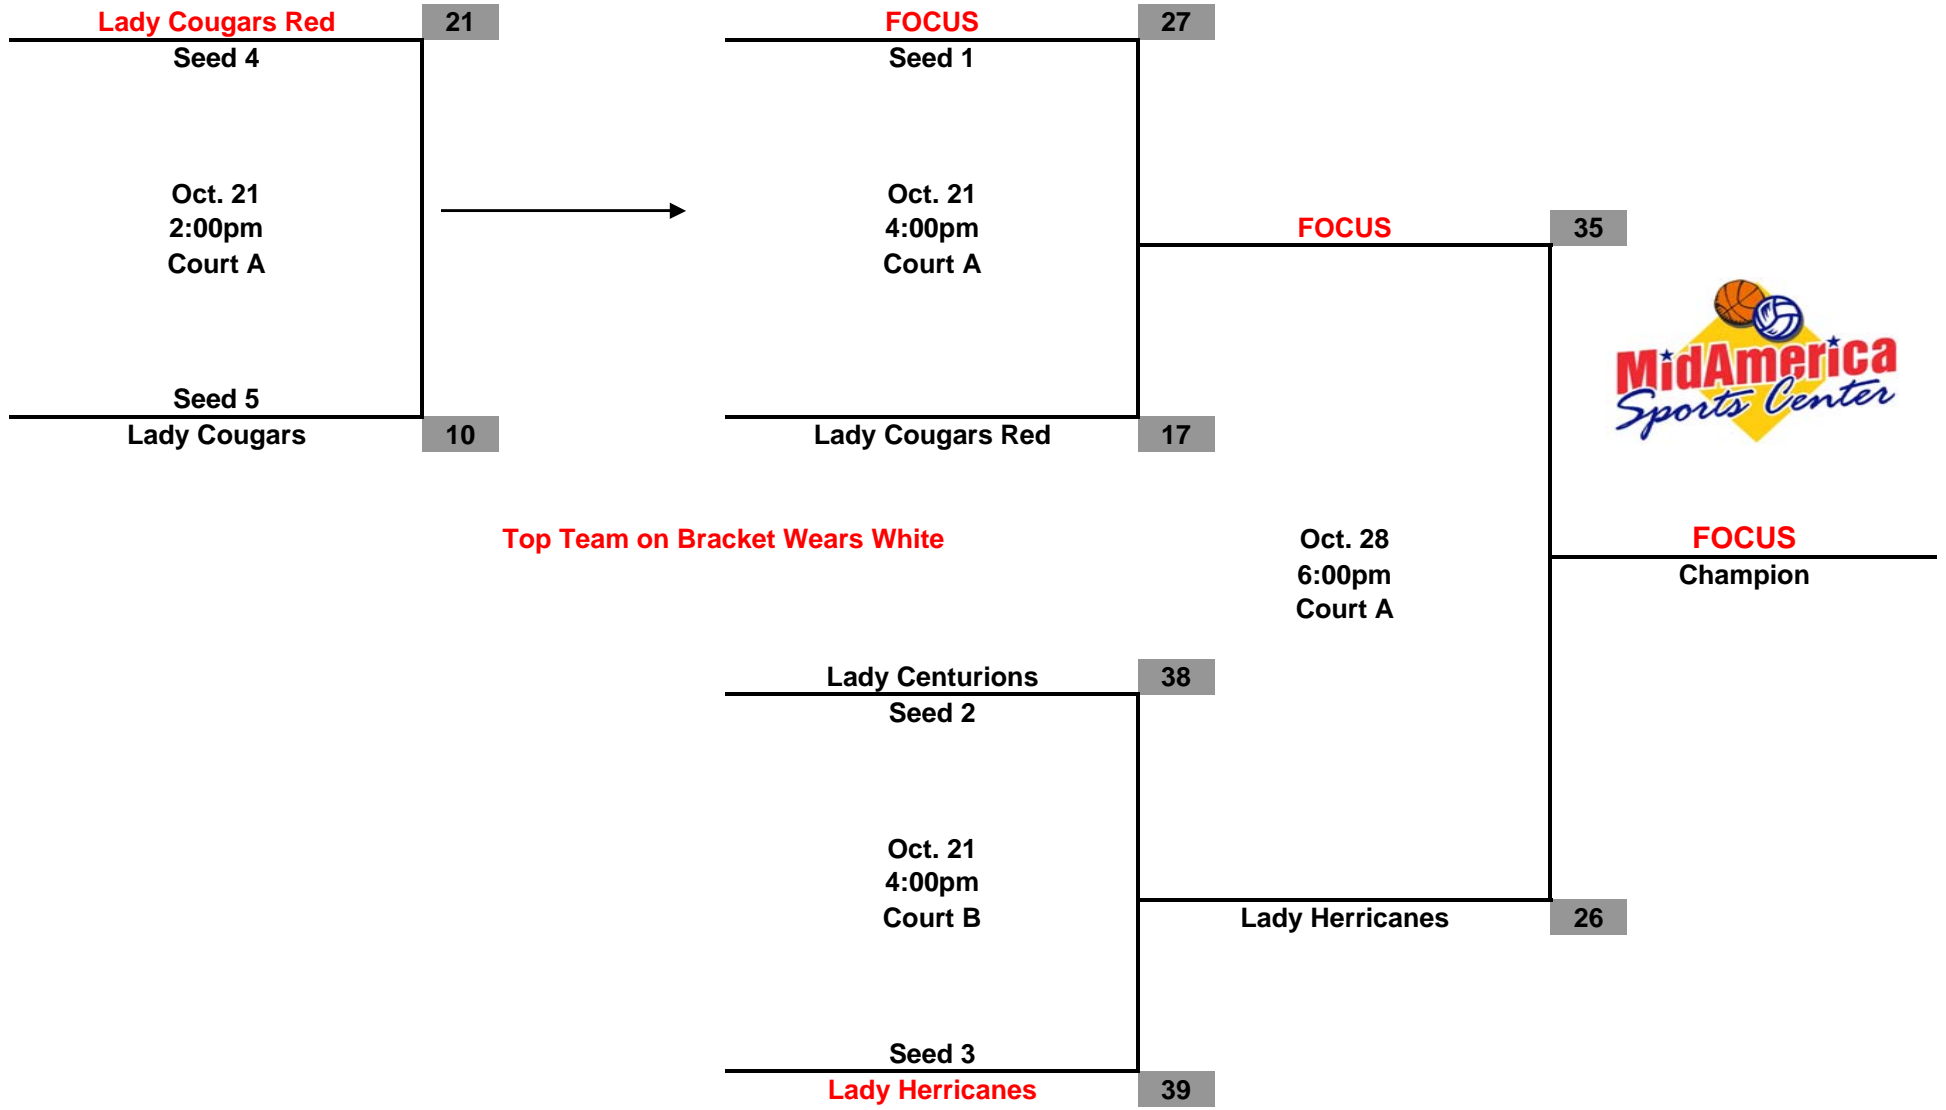 Lady Cougars Red 21
Seed 4
Oct. 21
2:00pm
Court A
Seed 5
Lady Cougars 10
FOCUS 27
Seed 1
Oct. 21
4:00pm
Court A
Lady Cougars Red 17
FOCUS 35
MidAmerica
Sports Center
Top Team on Bracket Wears White
Oct. 28
6:00pm
Court A
FOCUS
Champion
Lady Centurions 38
Seed 2
Oct. 21
4:00pm
Court B
Seed 3
Lady Herricanes 39
Lady Herricanes 26